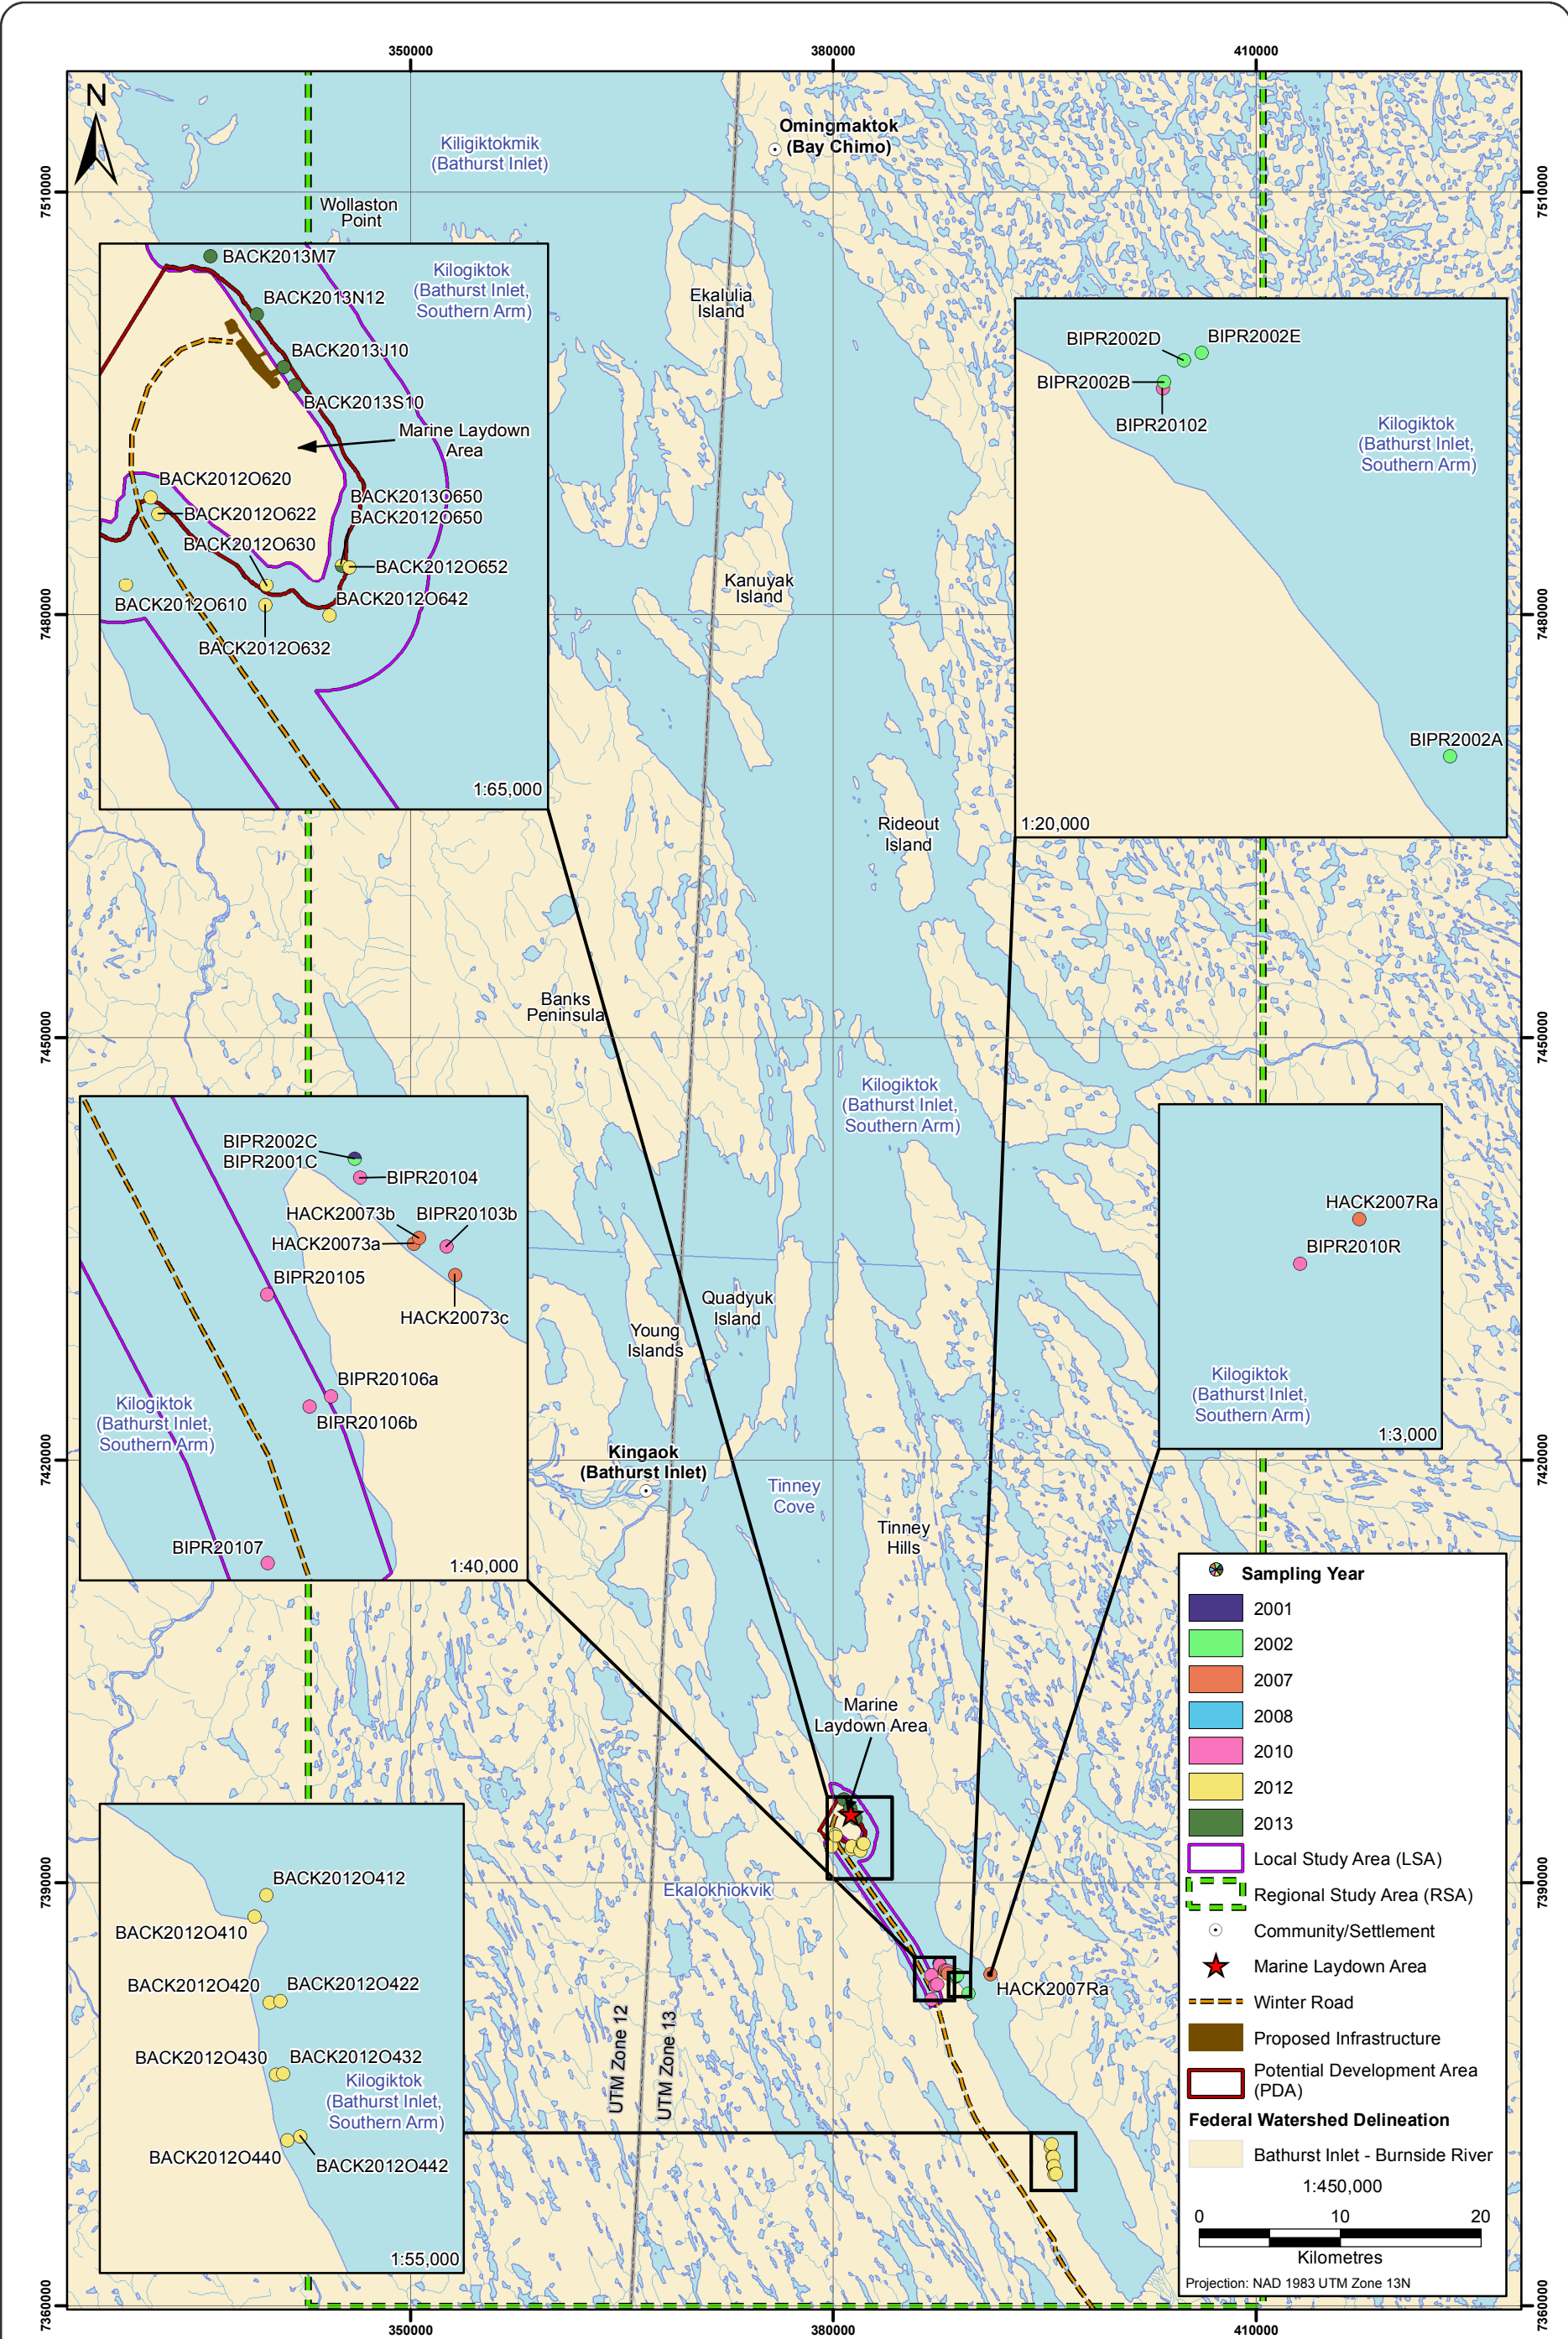 350000
380000
410000
N
Omingmaktok
(Bay Chimo)
Kiligiktokmik
(Bathurst Inlet)
7510000
7510000
Wollaston
Point
BACK2013M7
Kilogiktok
(Bathurst Inlet,
Southern Arm)
BACK2013N12
BACK2013J10
BACK2013S10
Marine Laydown
Area
BACK2012O620
BACK2013O650
BACK2012O622
BACK2012O650
BACK2012O630
BACK2012O652
BACK2012O610
BACK2012O642
BACK2012O632
1:65,000
Ekalulia
Island
BIPR2002D
BIPR2002E
BIPR2002B
BIPR20102
Kilogiktok
(Bathurst Inlet,
Southern Arm)
BIPR2002A
1:20,000
Kanuyak
Island
7480000
7480000
Rideout
Island
Banks
Peninsula
7450000
7450000
Kilogiktok
(Bathurst Inlet,
Southern Arm)
BIPR2002C
BIPR2001C
BIPR20104
HACK20073b
BIPR20103b
HACK20073a
BIPR20105
HACK20073c
BIPR20106a
Kilogiktok
(Bathurst Inlet,
Southern Arm)
BIPR20106b
BIPR20107
1:40,000
HACK2007Ra
BIPR2010R
Kilogiktok
(Bathurst Inlet,
Southern Arm)
1:3,000
Quadyuk
Island
Young
Islands
Kingaok
(Bathurst Inlet)
7420000
7420000
Tinney
Cove
Tinney
Hills
Marine
Laydown Area
Ekalokhiokvik
7390000
7390000
HACK2007Ra
UTM Zone 12
UTM Zone 13
BACK2012O412
BACK2012O410
BACK2012O420
BACK2012O422
BACK2012O430
BACK2012O432
Kilogiktok
(Bathurst Inlet,
Southern Arm)
BACK2012O440
BACK2012O442
1:55,000
Sampling Year
2001
2002
2007
2008
2010
2012
2013
Local Study Area (LSA)
Regional Study Area (RSA)
Community/Settlement
Marine Laydown Area
Winter Road
Proposed Infrastructure
Potential Development Area
(PDA)
Federal Watershed Delineation
Bathurst Inlet - Burnside River
1:450,000
0 10 20
Kilometres
Projection: NAD 1983 UTM Zone 13N
7360000
7360000
350000
380000
410000